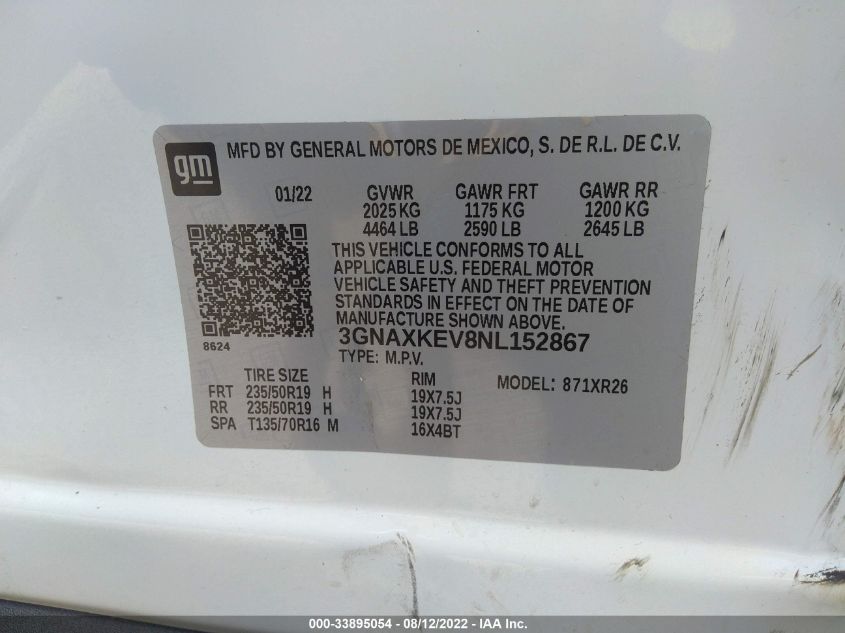 gm MFD BY GENERAL MOTORS DE MEXICO, S. DE R.L. DE C.V.
01/22 GVWR GAWR FRT GAWR RR
2025 KG 1175 KG 1200 KG
4464 LB 2590 LB 2645 LB
THIS VEHICLE CONFORMS TO ALL
APPLICABLE U.S. FEDERAL MOTOR
VEHICLE SAFETY AND THEFT PREVENTION
STANDARDS IN EFFECT ON THE DATE OF
MANUFACTURE SHOWN ABOVE.
8624
3GNAXKEV8NL152867
TYPE: M.P.V.
TIRE SIZE RIM MODEL: 871XR26
FRT 235/50R19 H 19X7.5J
RR 235/50R19 H 19X7.5J
SPA T135/70R16 M 16X4BT
000-33895054 - 08/12/2022 - IAA Inc.